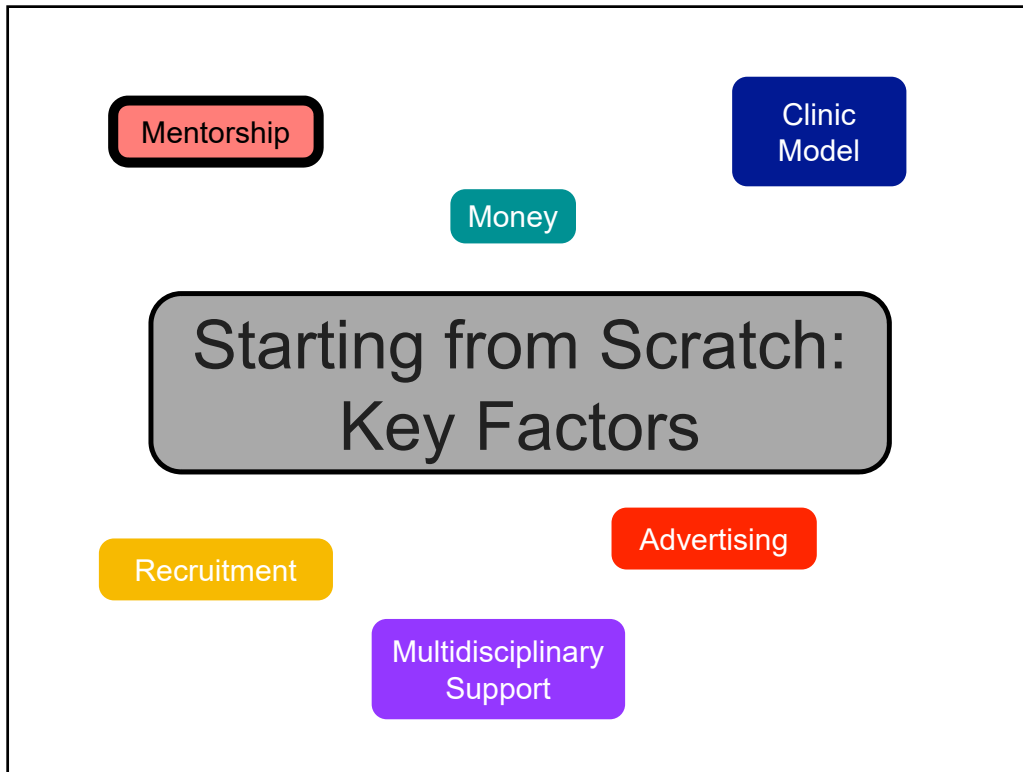 Mentorship
Clinic
Model
Money
Starting from Scratch:
Key Factors
Advertising
Recruitment
Multidisciplinary
Support